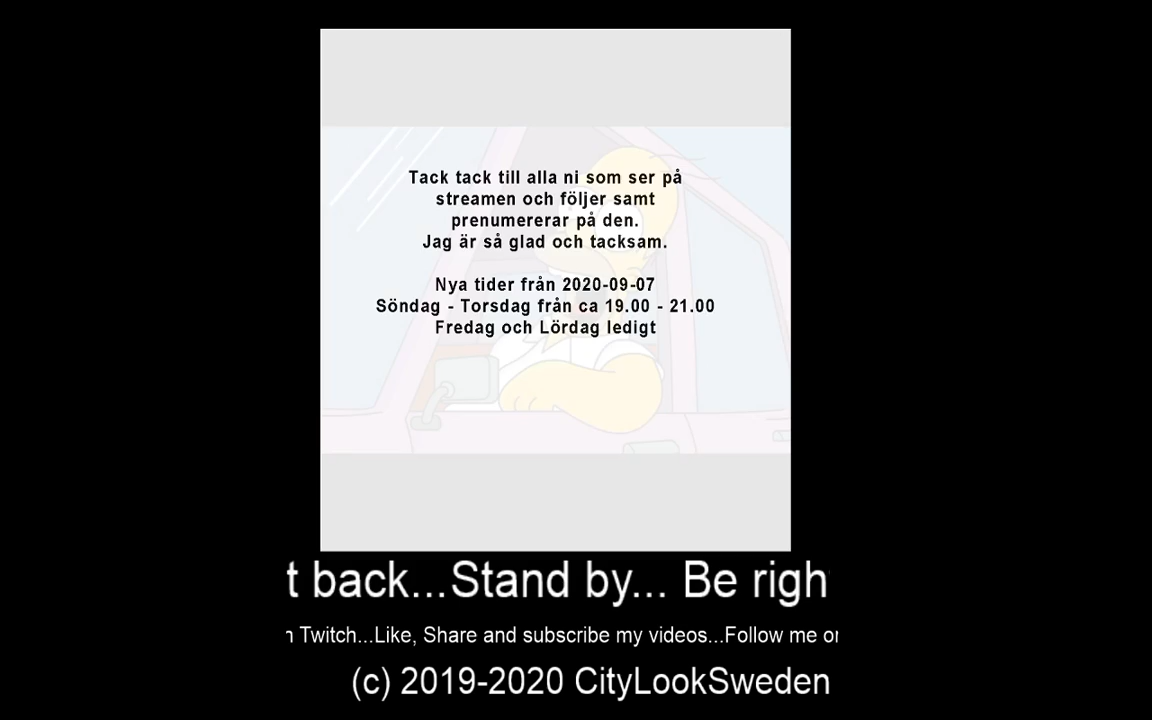 Tack tack till alla ni som ser på
streamen och följer samt
prenumererar på den.
Jag är så glad och tacksam.
Nya tider från 2020-09-07
Söndag - Torsdag från ca 19.00 - 21.00
Fredag och Lördag ledigt
t back...Stand by... Be righ
Twitch...Like, Share and subscribe my videos...Follow me on
(c) 2019-2020 CityLookSweden